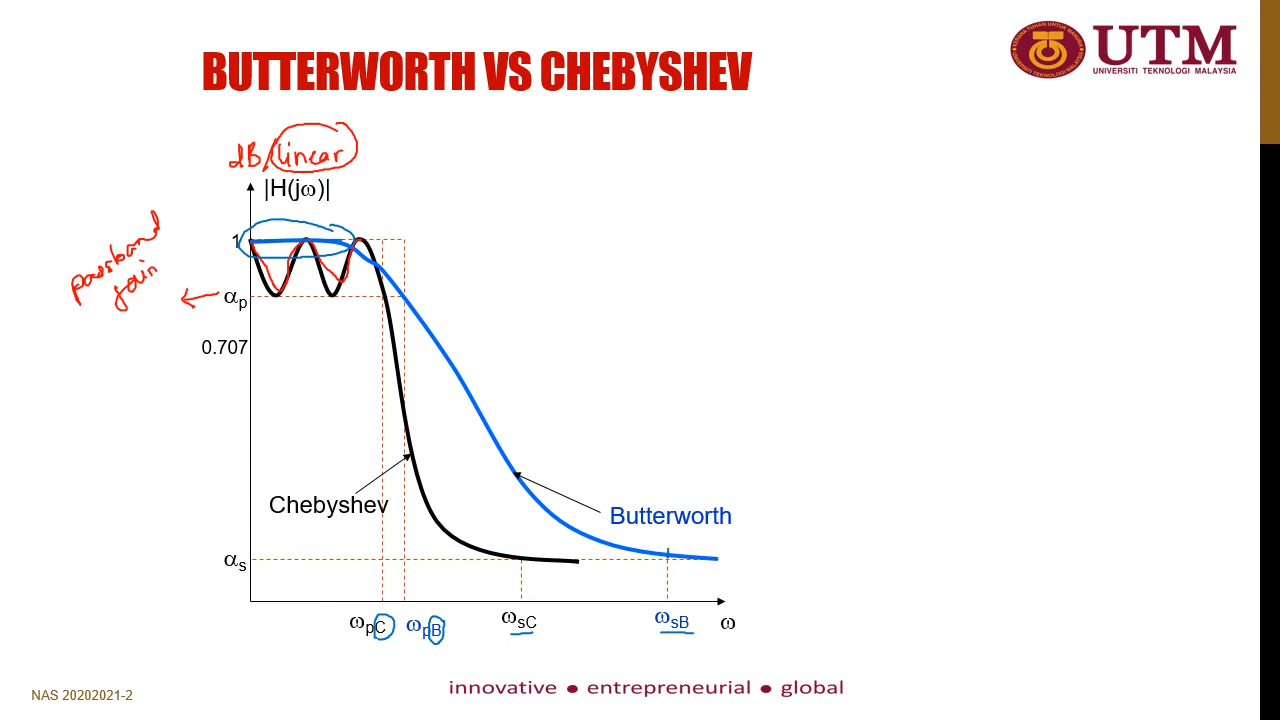 BUTTERWORTH VS CHEBYSHEV
UTM
UNIVERSITI TEKNOLOGI MALAYSIA
dB/linear
|H(jω)|
passband
gain
1
αp
0.707
Chebyshev
Butterworth
αs
ωpC ωpB ωsC ωsB ω
NAS 20202021-2
innovative ● entrepreneurial ● global